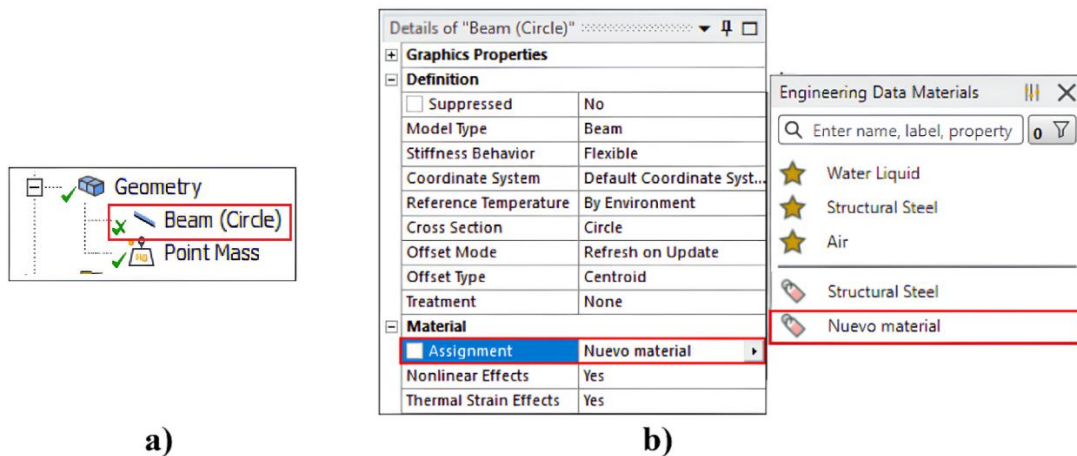 Geometry
Beam (Circle)
Point Mass
a)
Details of "Beam (Circle)"
Graphics Properties
Definition
Suppressed No
Model Type Beam
Stiffness Behavior Flexible
Coordinate System Default Coordinate Syst...
Reference Temperature By Environment
Cross Section Circle
Offset Mode Refresh on Update
Offset Type Centroid
Treatment None
Material
Assignment Nuevo material
Nonlinear Effects Yes
Thermal Strain Effects Yes
Engineering Data Materials
Enter name, label, property 0
Water Liquid
Structural Steel
Air
Structural Steel
Nuevo material
b)